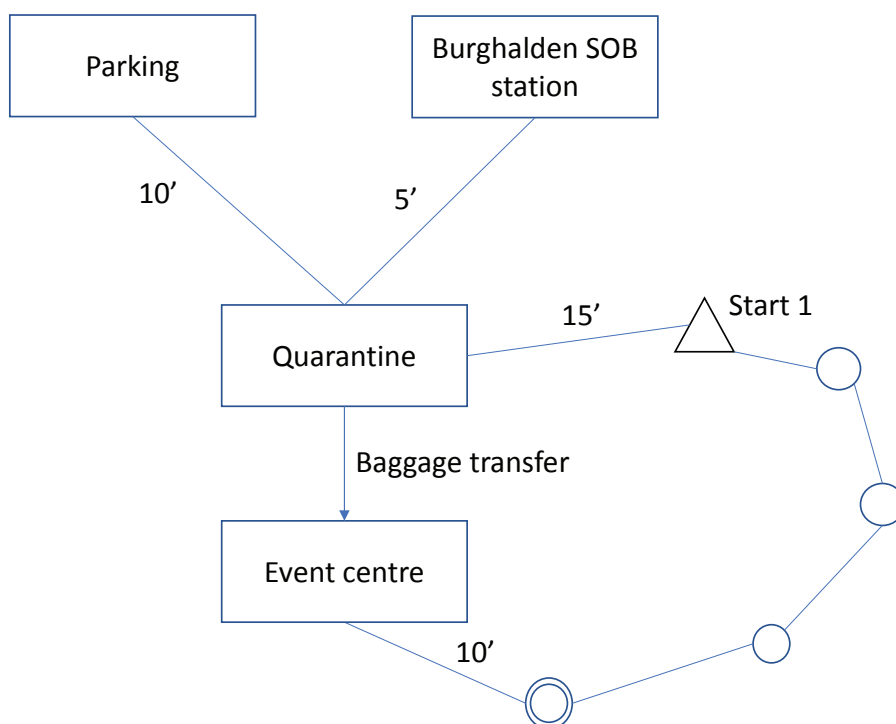 Parking
Burghalden SOB
station
10’
5’
15’
Start 1
Quarantine
Baggage transfer
Event centre
10’